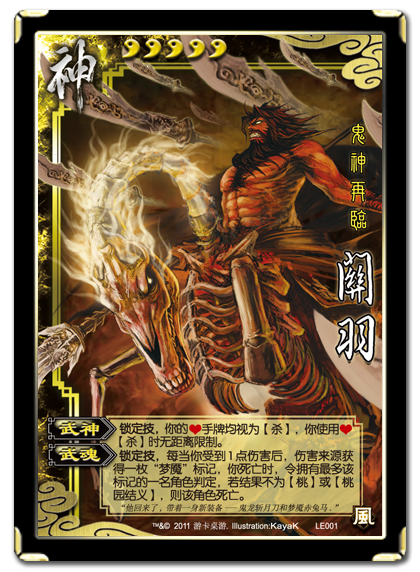 神
鬼神再臨
關羽
武神 锁定技，你的♥手牌均视为【杀】，你使用♥
【杀】时无距离限制。
武魂 锁定技，每当你受到1点伤害后，伤害来源获
得一枚“梦魇”标记，你死亡时，令拥有最多该
标记的一名角色判定，若结果不为【桃】或【桃
园结义】，则该角色死亡。
“他回来了，带着一身新装备——鬼龙斩月刀和梦魇赤兔马.”
™&© 2011 游卡桌游. Illustration:KayaK LE001
風